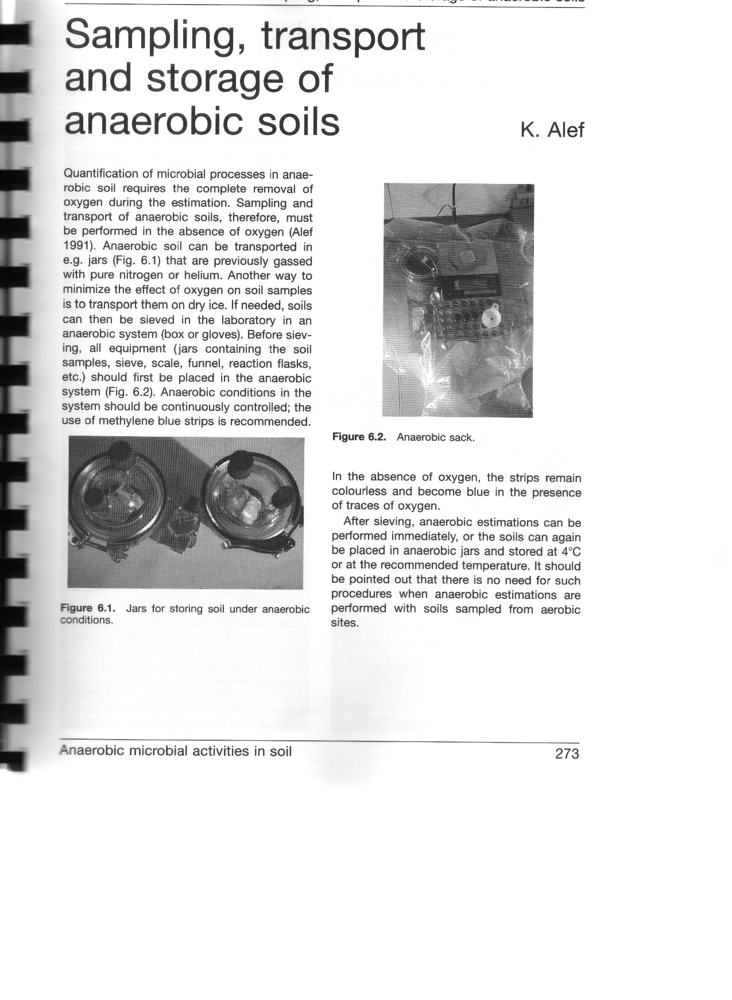 Sampling, transport
and storage of
anaerobic soils
K. Alef
Quantification of microbial processes in anae-
robic soil requires the complete removal of
oxygen during the estimation. Sampling and
transport of anaerobic soils, therefore, must
be performed in the absence of oxygen (Alef
1991). Anaerobic soil can be transported in
e.g. jars (Fig. 6.1) that are previously gassed
with pure nitrogen or helium. Another way to
minimize the effect of oxygen on soil samples
is to transport them on dry ice. If needed, soils
can then be sieved in the laboratory in an
anaerobic system (box or gloves). Before siev-
ing, all equipment (jars containing the soil
samples, sieve, scale, funnel, reaction flasks,
etc.) should first be placed in the anaerobic
system (Fig. 6.2). Anaerobic conditions in the
system should be continuously controlled; the
use of methylene blue strips is recommended.
Figure 6.1. Jars for storing soil under anaerobic
conditions.
Figure 6.2. Anaerobic sack.
In the absence of oxygen, the strips remain
colourless and become blue in the presence
of traces of oxygen.
After sieving, anaerobic estimations can be
performed immediately, or the soils can again
be placed in anaerobic jars and stored at 4°C
or at the recommended temperature. It should
be pointed out that there is no need for such
procedures when anaerobic estimations are
performed with soils sampled from aerobic
sites.
Anaerobic microbial activities in soil
273